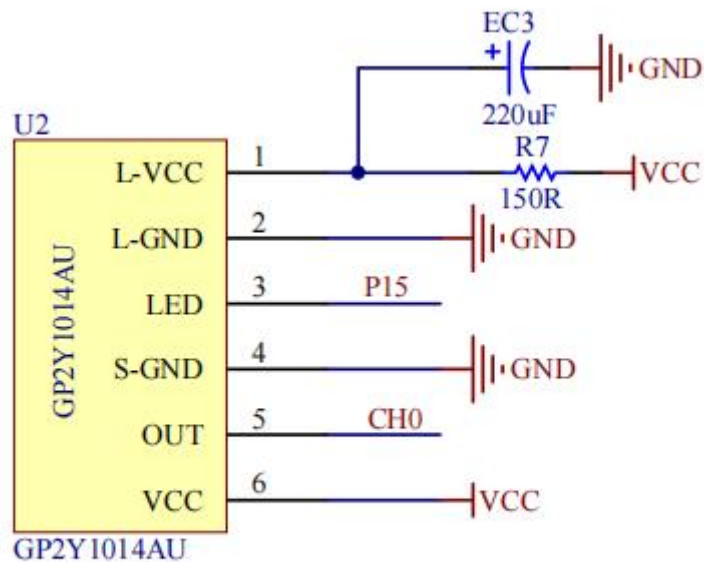 EC3
+
GND
220uF
U2
R7
L-VCC 1 VCC
150R
L-GND 2 GND
LED 3 P15
GP2Y1014AU
S-GND 4 GND
OUT 5 CH0
VCC 6 VCC
GP2Y1014AU